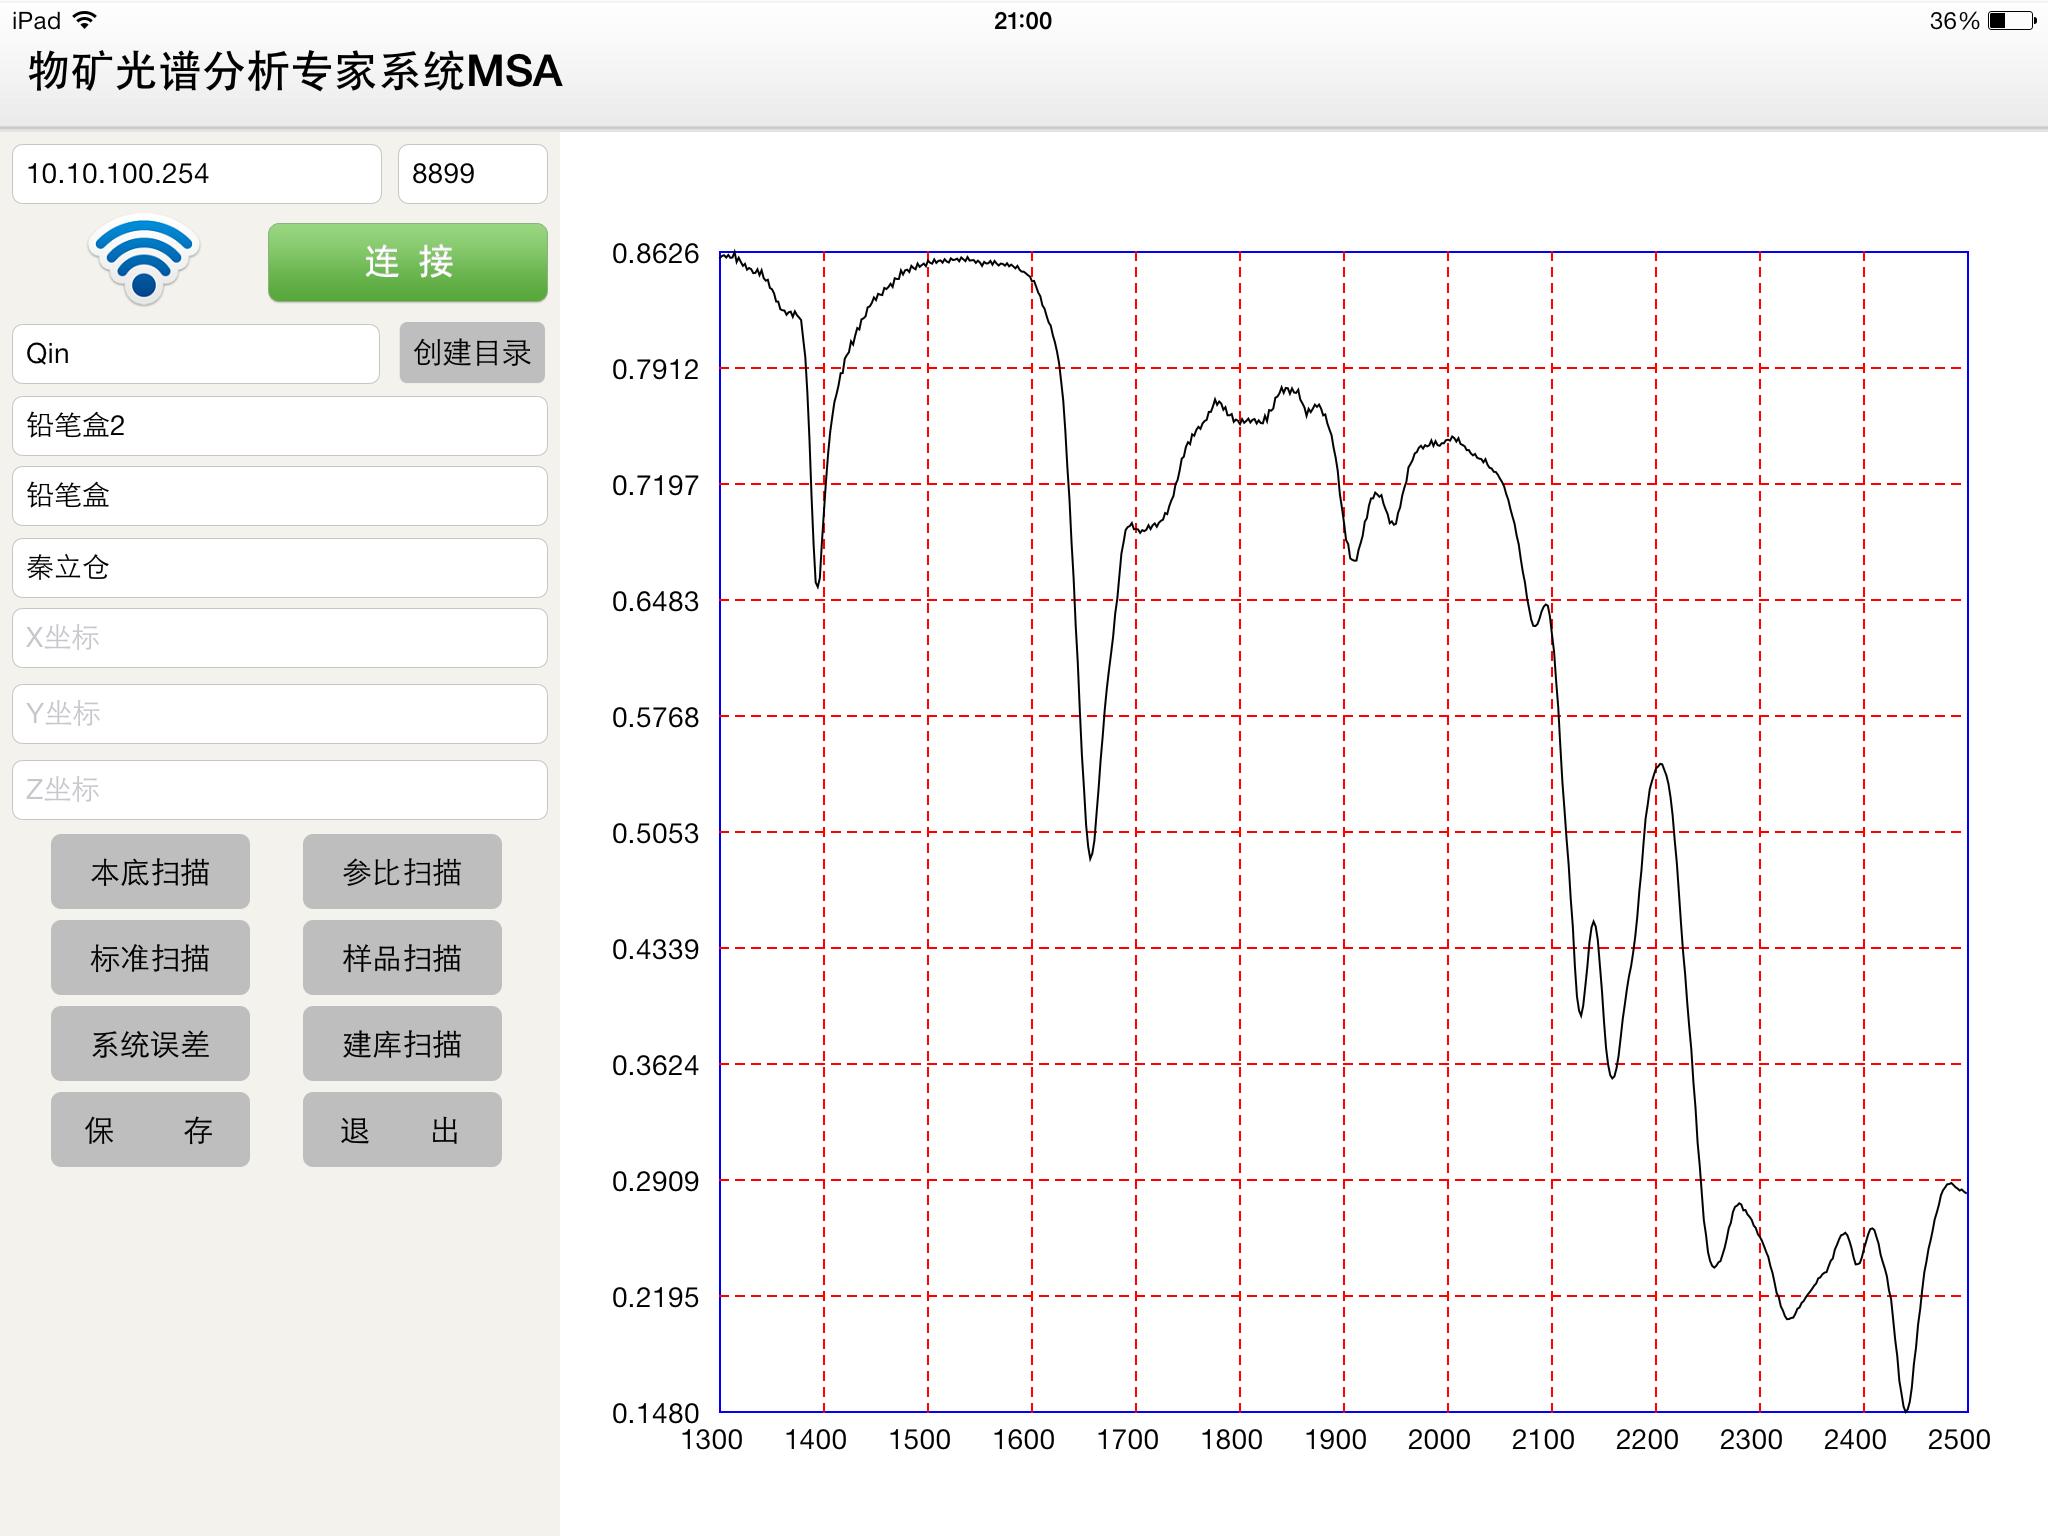 iPad 21:00 36%
物矿光谱分析专家系统MSA
10.10.100.254 8899
连 接
Qin 创建目录
铅笔盒2
铅笔盒
秦立仓
X坐标
Y坐标
Z坐标
本底扫描 参比扫描
标准扫描 样品扫描
系统误差 建库扫描
保 存 退 出
0.8626
0.7912
0.7197
0.6483
0.5768
0.5053
0.4339
0.3624
0.2909
0.2195
0.1480
1300 1400 1500 1600 1700 1800 1900 2000 2100 2200 2300 2400 2500